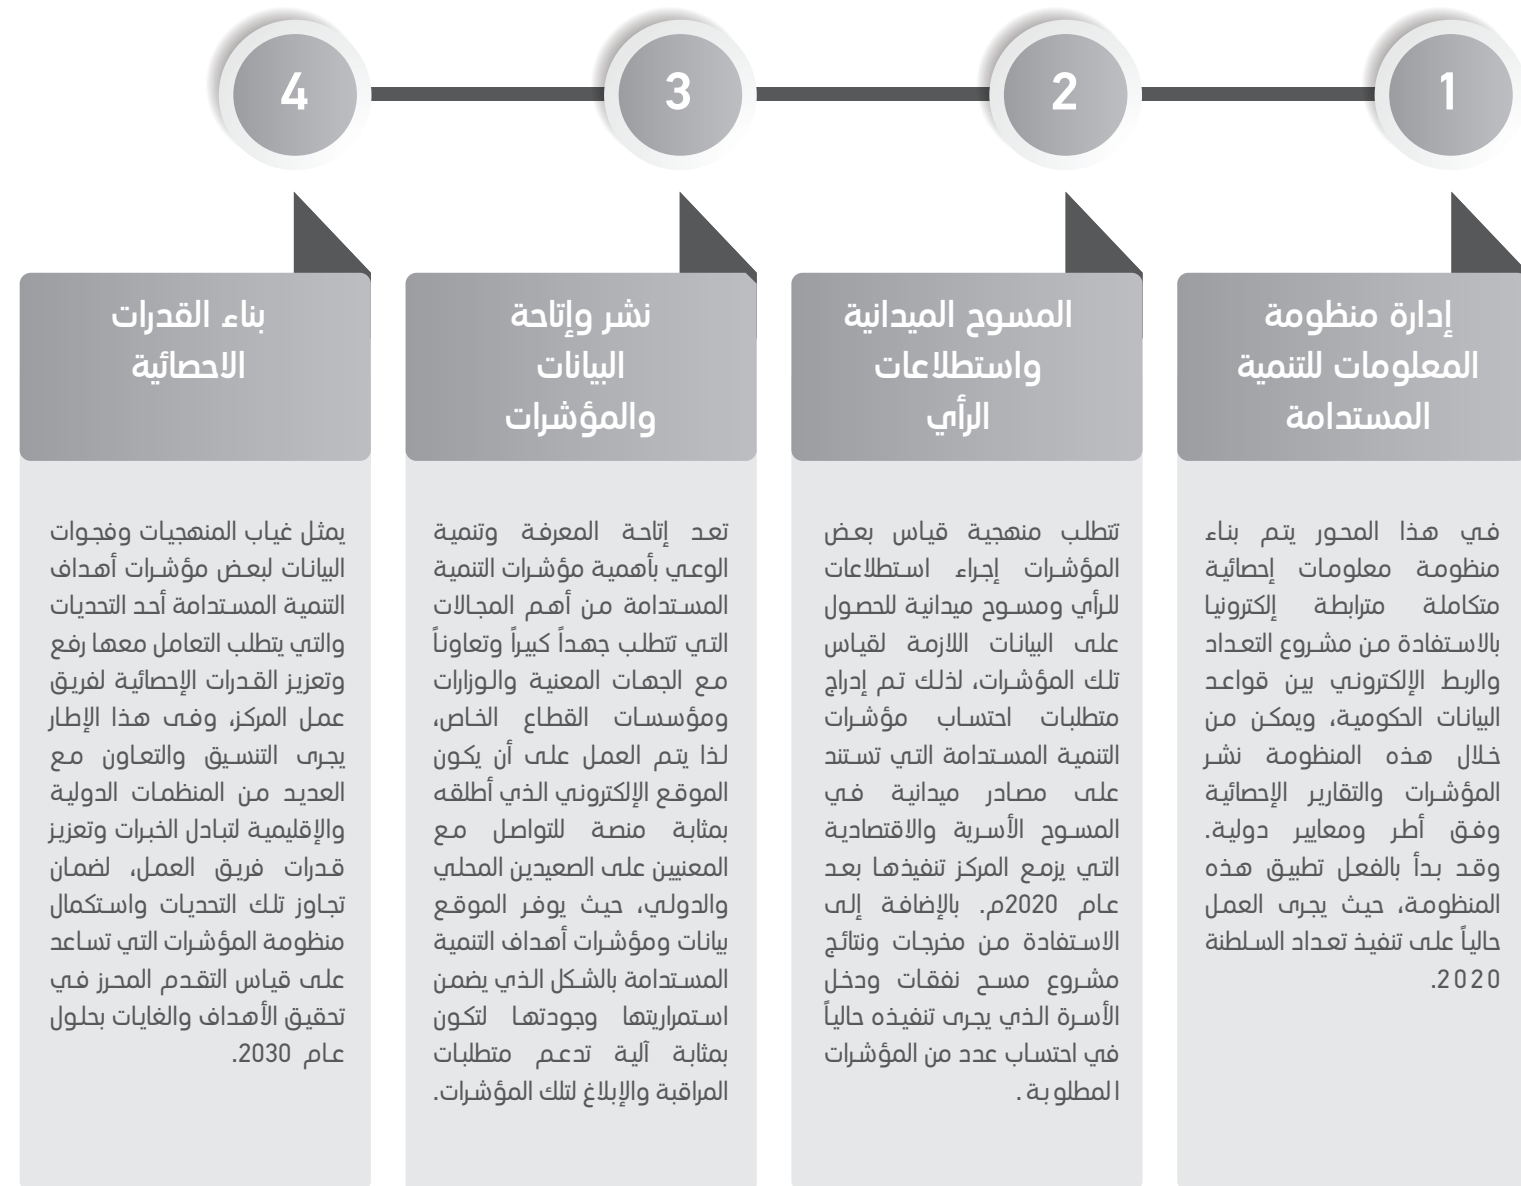 1
إدارة منظومة
المعلومات للتنمية
المستدامة
في هذا المحور يتم بناء
منظومة معلومات إحصائية
متكاملة مترابطة إلكترونيا
بالاستفادة من مشروع التعداد
والربط الإلكتروني بين قواعد
البيانات الحكومية، ويمكن من
خلال هذه المنظومة نشر
المؤشرات والتقارير الإحصائية
وفق أطر ومعايير دولية.
وقد بدأ بالفعل تطبيق هذه
المنظومة، حيث يجرى العمل
حالياً على تنفيذ تعداد السلطنة
2020.
2
المسوح الميدانية
واستطلاعات
الرأي
تتطلب منهجية قياس بعض
المؤشرات إجراء استطلاعات
للرأي ومسوح ميدانية للحصول
على البيانات اللازمة لقياس
تلك المؤشرات، لذلك تم إدراج
متطلبات احتساب مؤشرات
التنمية المستدامة التي تستند
على مصادر ميدانية في
المسوح الأسرية والاقتصادية
التي يزمع المركز تنفيذها بعد
عام 2020م. بالإضافة إلى
الاستفادة من مخرجات ونتائج
مشروع مسح نفقات ودخل
الأسرة الذي يجرى تنفيذه حالياً
في احتساب عدد من المؤشرات
المطلوبة.
3
نشر وإتاحة
البيانات
والمؤشرات
تعد إتاحة المعرفة وتنمية
الوعي بأهمية مؤشرات التنمية
المستدامة من أهم المجالات
التي تتطلب جهداً كبيراً وتعاوناً
مع الجهات المعنية والوزارات
ومؤسسات القطاع الخاص،
لذا يتم العمل على أن يكون
الموقع الإلكتروني الذي أطلقه
بمثابة منصة للتواصل مع
المعنيين على الصعيدين المحلي
والدولي، حيث يوفر الموقع
بيانات ومؤشرات أهداف التنمية
المستدامة بالشكل الذي يضمن
استمراريتها وجودتها لتكون
بمثابة آلية تدعم متطلبات
المراقبة والإبلاغ لتلك المؤشرات.
4
بناء القدرات
الاحصائية
يمثل غياب المنهجيات وفجوات
البيانات لبعض مؤشرات أهداف
التنمية المستدامة أحد التحديات
والتي يتطلب التعامل معها رفع
وتعزيز القدرات الإحصائية لفريق
عمل المركز، وفى هذا الإطار
يجرى التنسيق والتعاون مع
العديد من المنظمات الدولية
والإقليمية لتبادل الخبرات وتعزيز
قدرات فريق العمل، لضمان
تجاوز تلك التحديات واستكمال
منظومة المؤشرات التي تساعد
على قياس التقدم المحرز في
تحقيق الأهداف والغايات بحلول
عام 2030.